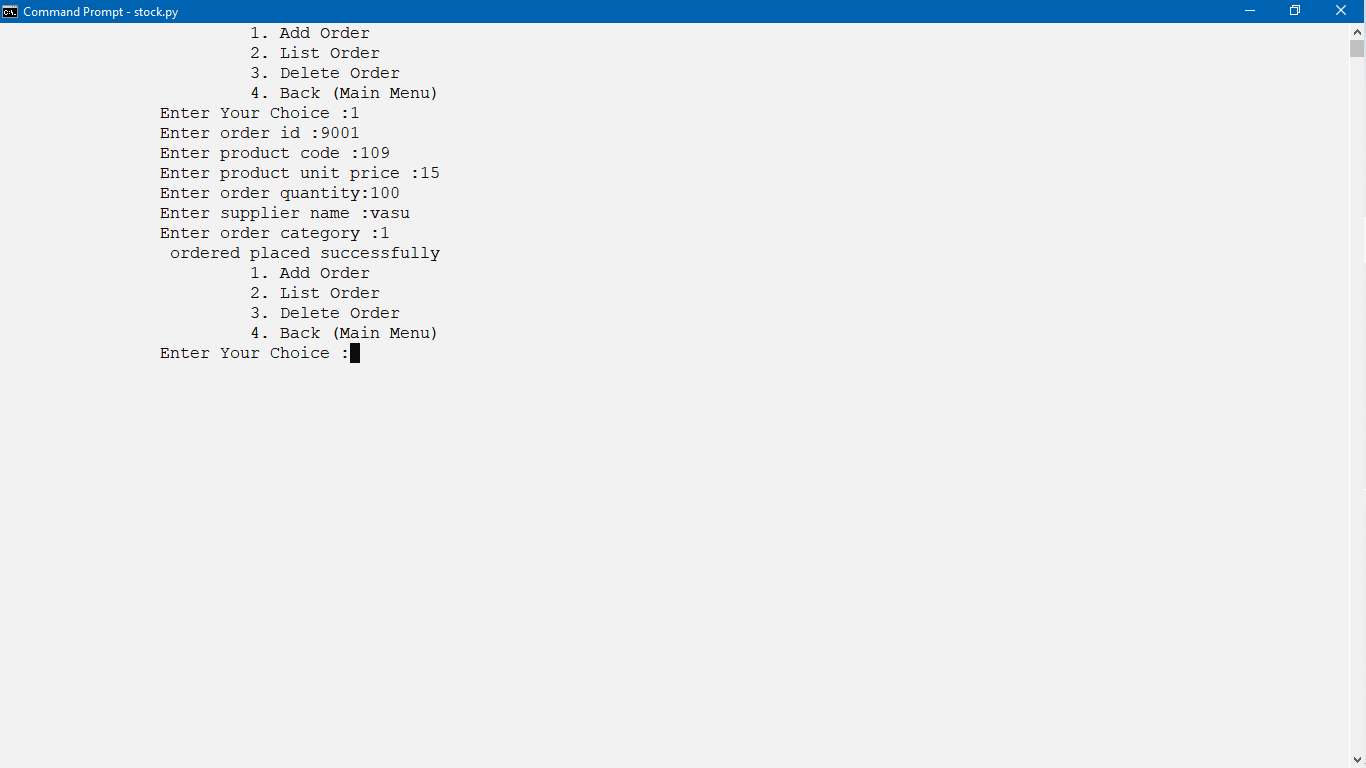 Command Prompt - stock.py
1. Add Order
2. List Order
3. Delete Order
4. Back (Main Menu)
Enter Your Choice :1
Enter order id :9001
Enter product code :109
Enter product unit price :15
Enter order quantity:100
Enter supplier name :vasu
Enter order category :1
ordered placed successfully
1. Add Order
2. List Order
3. Delete Order
4. Back (Main Menu)
Enter Your Choice :